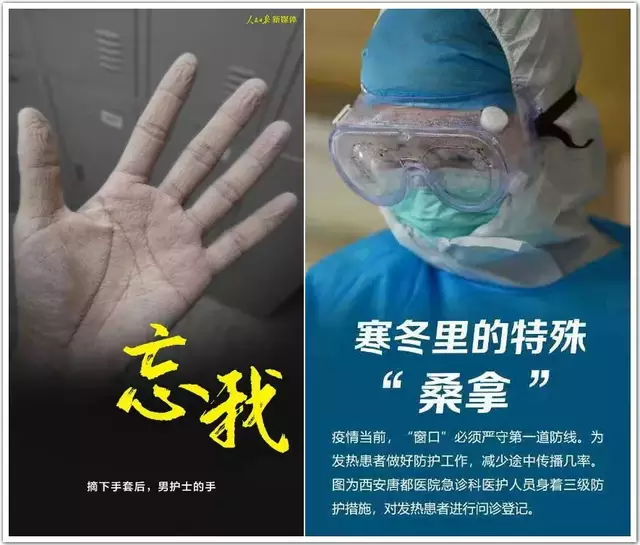 人民日报 新媒体
忘我
摘下手套后，男护士的手
寒冬里的特殊
“ 桑拿 ”
疫情当前，“窗口”必须严守第一道防线。为
发热患者做好防护工作，减少途中传播几率。
图为西安唐都医院急诊科医护人员身着三级防
护措施，对发热患者进行问诊登记。